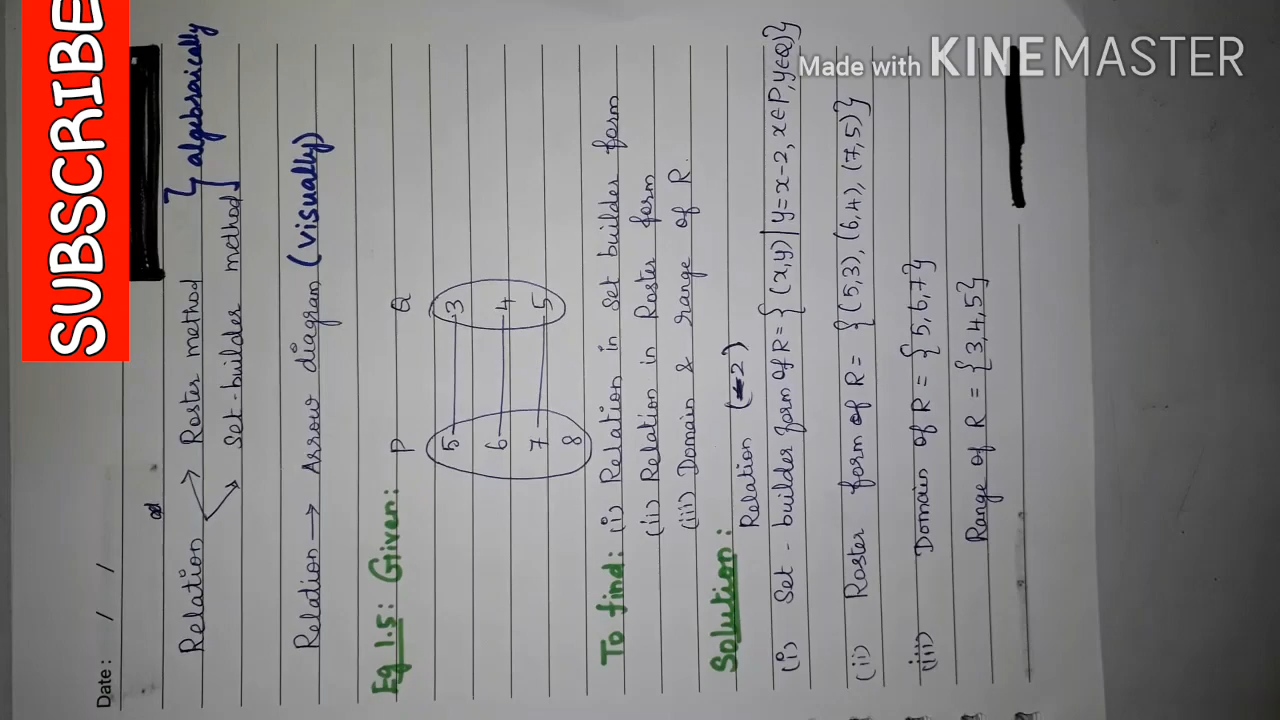 SUBSCRIBE
Made with KINEMASTER
Date: / /
Relation → Roster method
→ Set-builder method } algebraically
Relation → Arrow diagram (visually)
Eg 1.5: Given:
P Q
5 3
6 4
7 5
8
To find: (i) Relation in set builder form
(ii) Relation in Roster form
(iii) Domain & range of R.
Solution:
Relation (-2)
(i) Set-builder form of R = { (x,y) | y=x-2, x∈P, y∈Q }
(ii) Roster form of R = { (5,3), (6,4), (7,5) }
(iii) Domain of R = { 5,6,7 }
Range of R = { 3,4,5 }